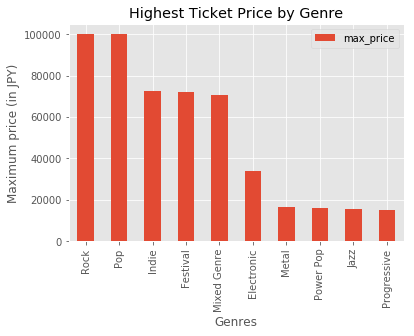 Highest Ticket Price by Genre
max_price
Maximum price (in JPY)
100000
80000
60000
40000
20000
0
Rock
Pop
Indie
Festival
Mixed Genre
Electronic
Metal
Power Pop
Jazz
Progressive
Genres